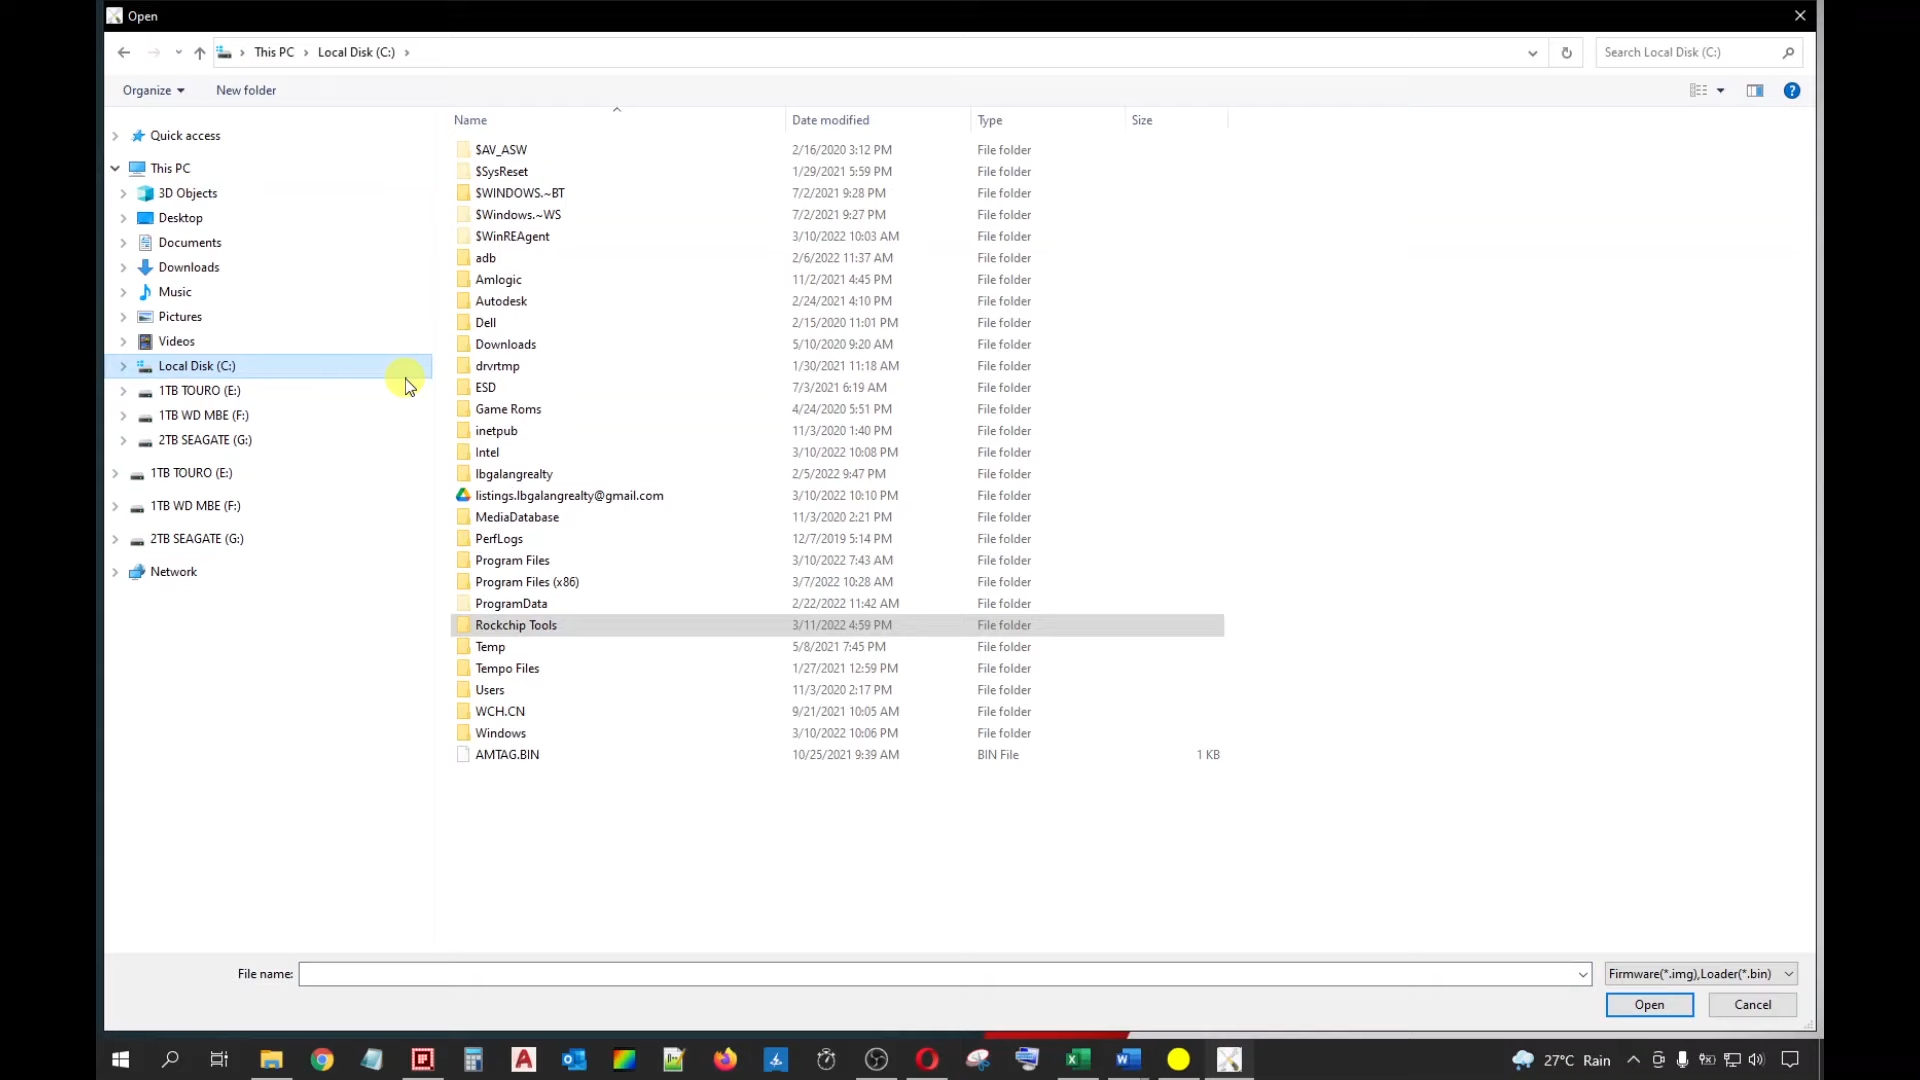 Open
This PC › Local Disk (C:) ›
Search Local Disk (C:)
Organize
New folder
Name Date modified Type Size
Quick access
This PC
3D Objects
Desktop
Documents
Downloads
Music
Pictures
Videos
Local Disk (C:)
1TB TOURO (E:)
1TB WD MBE (F:)
2TB SEAGATE (G:)
1TB TOURO (E:)
1TB WD MBE (F:)
2TB SEAGATE (G:)
Network
$AV_ASW 2/16/2020 3:12 PM File folder
$SysReset 1/29/2021 5:59 PM File folder
$WINDOWS.~BT 7/2/2021 9:28 PM File folder
$Windows.~WS 7/2/2021 9:27 PM File folder
$WinREAgent 3/10/2022 10:03 AM File folder
adb 2/6/2022 11:37 AM File folder
Amlogic 11/2/2021 4:45 PM File folder
Autodesk 2/24/2021 4:10 PM File folder
Dell 2/15/2020 11:01 PM File folder
Downloads 5/10/2020 9:20 AM File folder
drvrtmp 1/30/2021 11:18 AM File folder
ESD 7/3/2021 6:19 AM File folder
Game Roms 4/24/2020 5:51 PM File folder
inetpub 11/3/2020 1:40 PM File folder
Intel 3/10/2022 10:08 PM File folder
lbgalangrealty 2/5/2022 9:47 PM File folder
listings.lbgalangrealty@gmail.com 3/10/2022 10:10 PM File folder
MediaDatabase 11/3/2020 2:21 PM File folder
PerfLogs 12/7/2019 5:14 PM File folder
Program Files 3/10/2022 7:43 AM File folder
Program Files (x86) 3/7/2022 10:28 AM File folder
ProgramData 2/22/2022 11:42 AM File folder
Rockchip Tools 3/11/2022 4:59 PM File folder
Temp 5/8/2021 7:45 PM File folder
Tempo Files 1/27/2021 12:59 PM File folder
Users 11/3/2020 2:17 PM File folder
WCH.CN 9/21/2021 10:05 AM File folder
Windows 3/10/2022 10:06 PM File folder
AMTAG.BIN 10/25/2021 9:39 AM BIN File 1 KB
File name:
Firmware(*.img),Loader(*.bin)
Open
Cancel
27°C Rain